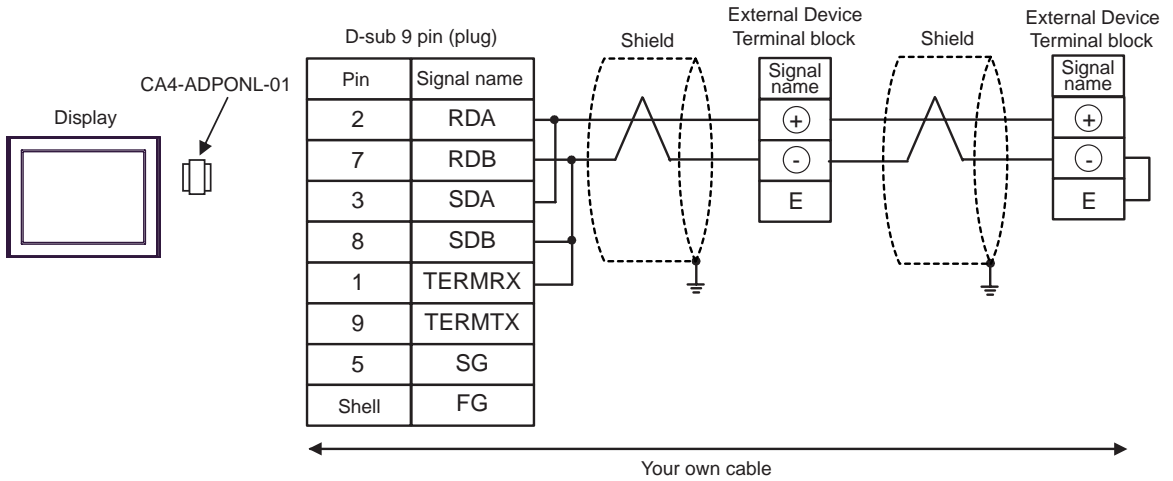 Display
CA4-ADPONL-01
D-sub 9 pin (plug)
Pin Signal name
2 RDA
7 RDB
3 SDA
8 SDB
1 TERMRX
9 TERMTX
5 SG
Shell FG
Shield
External Device
Terminal block
Signal
name
+
-
E
Shield
External Device
Terminal block
Signal
name
+
-
E
Your own cable